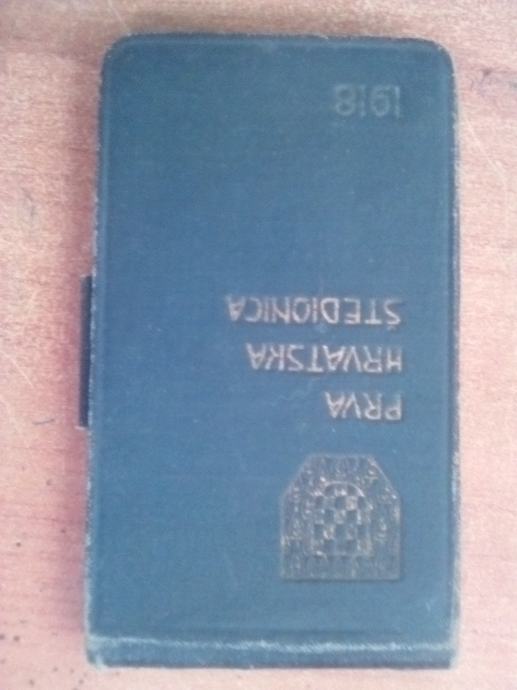 PRVA
HRVATSKA
ŠTEDIONICA
1918